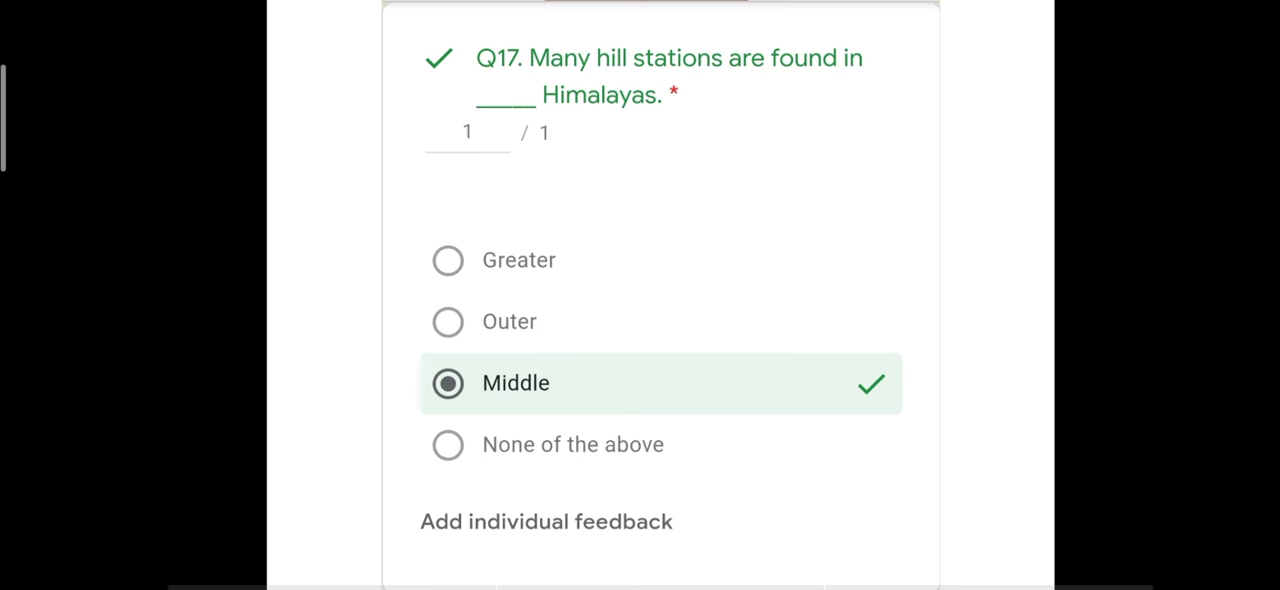 Q17. Many hill stations are found in
_____ Himalayas. *
1 / 1
Greater
Outer
Middle
None of the above
Add individual feedback